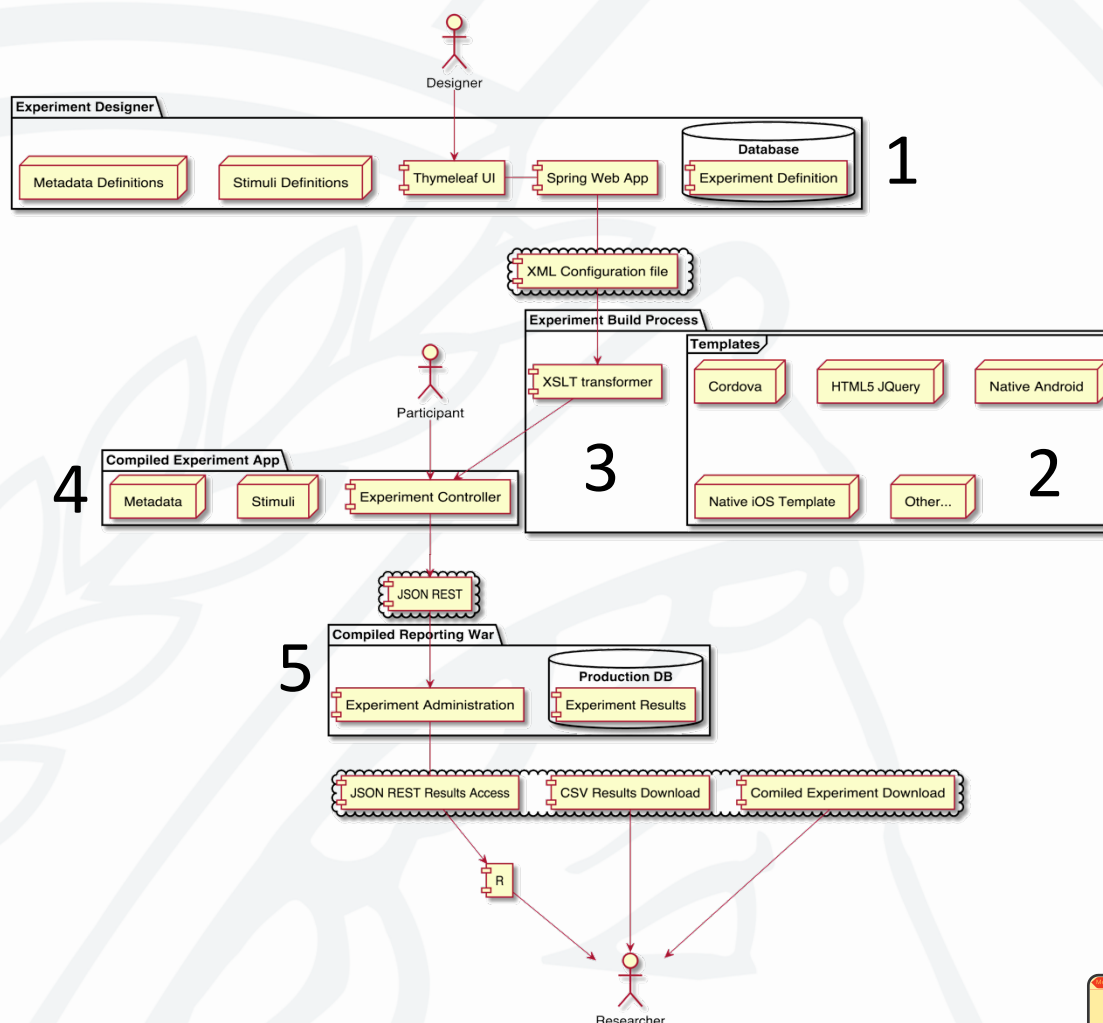 Designer
Experiment Designer
Metadata Definitions
Stimuli Definitions
Thymeleaf UI
Spring Web App
Database
Experiment Definition
1
XML Configuration file
Experiment Build Process
Templates
XSLT transformer
Cordova
HTML5 JQuery
Native Android
3
2
Native iOS Template
Other...
Participant
4
Compiled Experiment App
Metadata
Stimuli
Experiment Controller
JSON REST
5
Compiled Reporting War
Experiment Administration
Production DB
Experiment Results
JSON REST Results Access
CSV Results Download
Comiled Experiment Download
R
Researcher